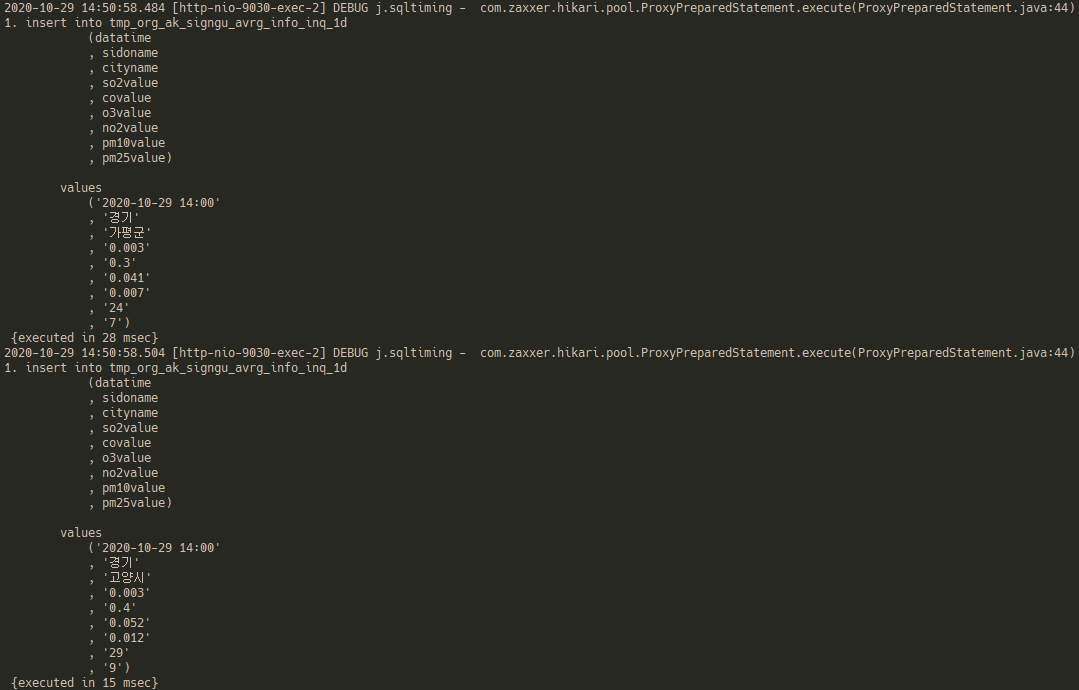 2020-10-29 14:50:58.484 [http-nio-9030-exec-2] DEBUG j.sqltiming -  com.zaxxer.hikari.pool.ProxyPreparedStatement.execute(ProxyPreparedStatement.java:44)
1. insert into tmp_org_ak_signgu_avrg_info_inq_1d
(datatime
, sidoname
, cityname
, so2value
, covalue
, o3value
, no2value
, pm10value
, pm25value)
values
('2020-10-29 14:00'
, '경기'
, '가평군'
, '0.003'
, '0.3'
, '0.041'
, '0.007'
, '24'
, '7')
{executed in 28 msec}
2020-10-29 14:50:58.504 [http-nio-9030-exec-2] DEBUG j.sqltiming -  com.zaxxer.hikari.pool.ProxyPreparedStatement.execute(ProxyPreparedStatement.java:44)
1. insert into tmp_org_ak_signgu_avrg_info_inq_1d
(datatime
, sidoname
, cityname
, so2value
, covalue
, o3value
, no2value
, pm10value
, pm25value)
values
('2020-10-29 14:00'
, '경기'
, '고양시'
, '0.003'
, '0.4'
, '0.052'
, '0.012'
, '29'
, '9')
{executed in 15 msec}